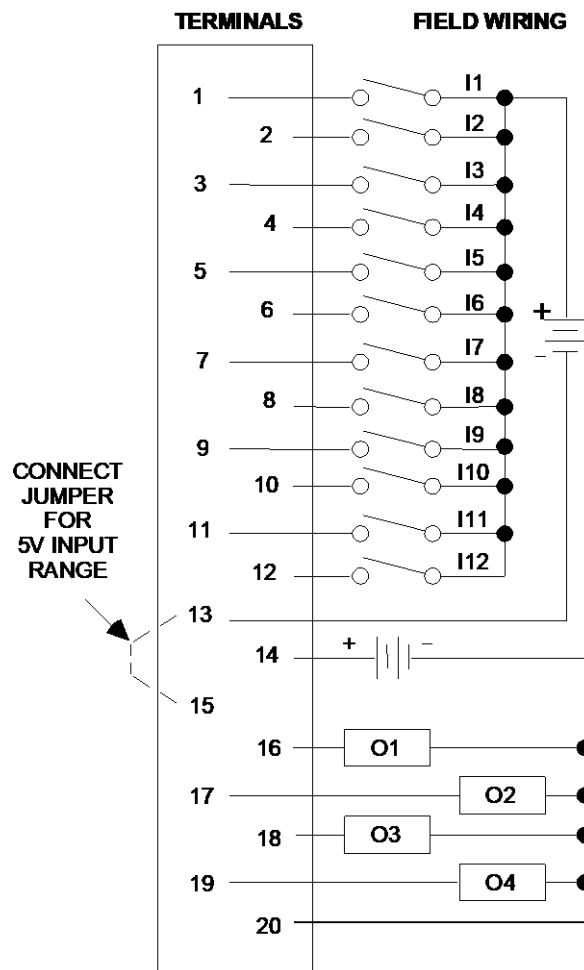 TERMINALS FIELD WIRING
1 I1
2 I2
3 I3
4 I4
5 I5
6 I6
+
7 I7
-
8 I8
9 I9
CONNECT
JUMPER
FOR
5V INPUT
RANGE
10 I10
11 I11
12 I12
13
14 + -
15
16 O1
17 O2
18 O3
19 O4
20